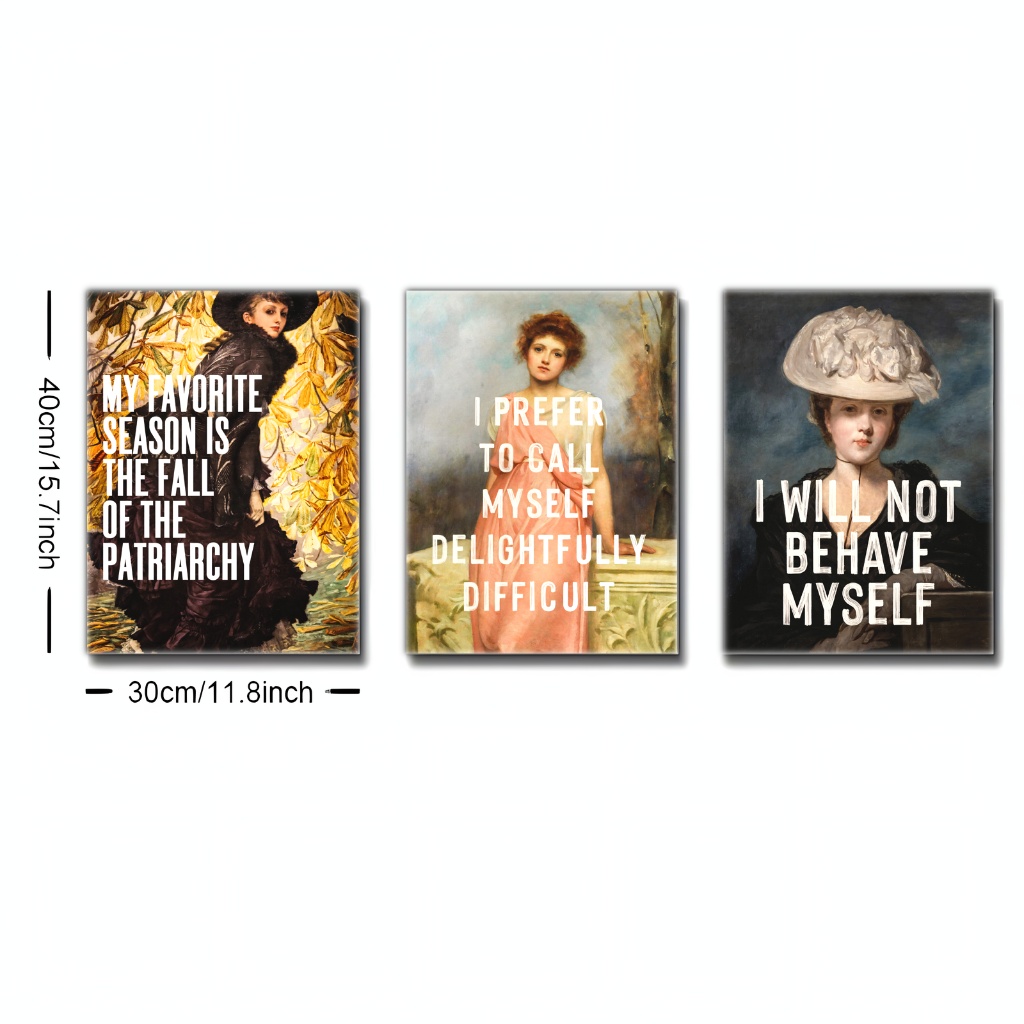 MY FAVORITE
SEASON IS
THE FALL
OF THE
PATRIARCHY
I PREFER
TO CALL
MYSELF
DELIGHTFULLY
DIFFICULT
I WILL NOT
BEHAVE
MYSELF
40cm/15.7inch
30cm/11.8inch